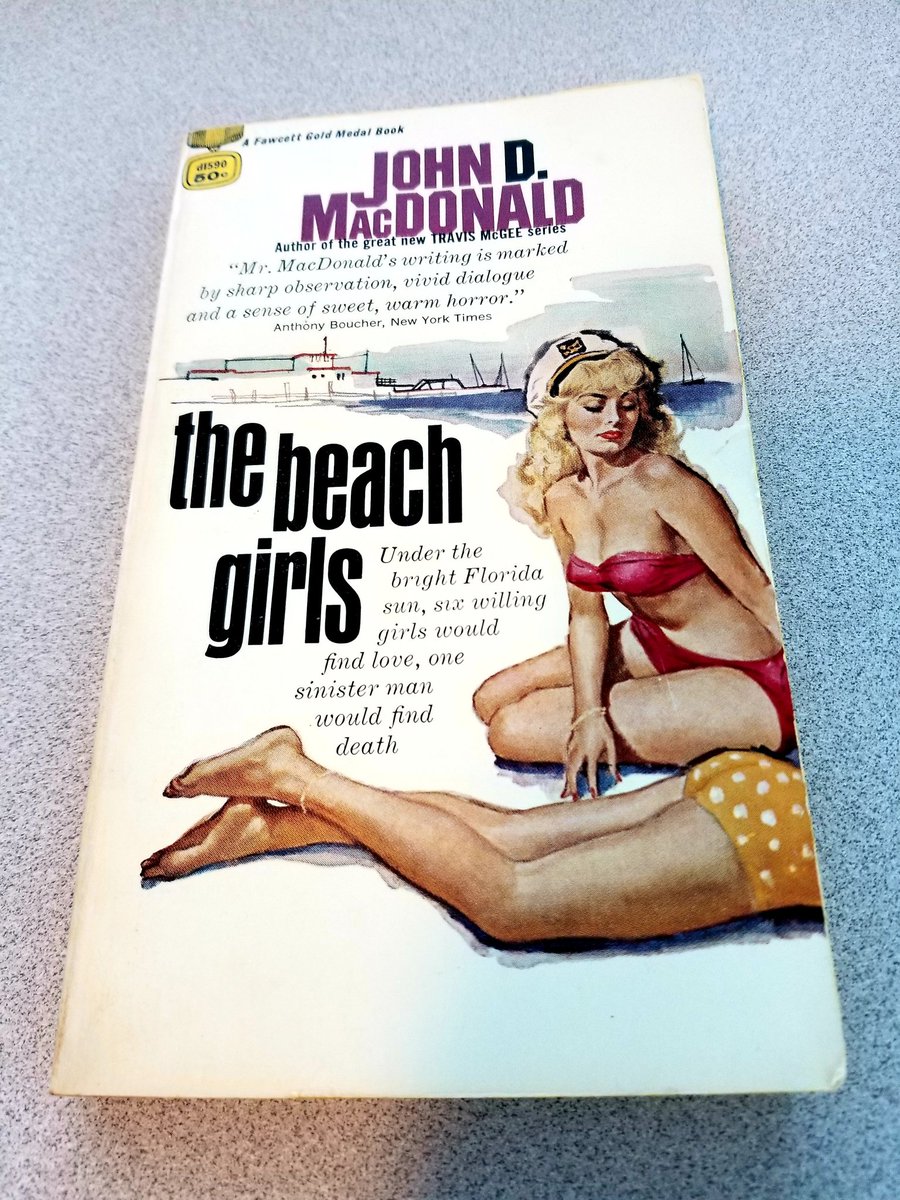 A Fawcett Gold Medal Book
d1590
50c
JOHN D.
MACDONALD
Author of the great new TRAVIS McGEE series
“Mr. MacDonald’s writing is marked
by sharp observation, vivid dialogue
and a sense of sweet, warm horror.”
Anthony Boucher, New York Times
the beach
girls
Under the
bright Florida
sun, six willing
girls would
find love, one
sinister man
would find
death